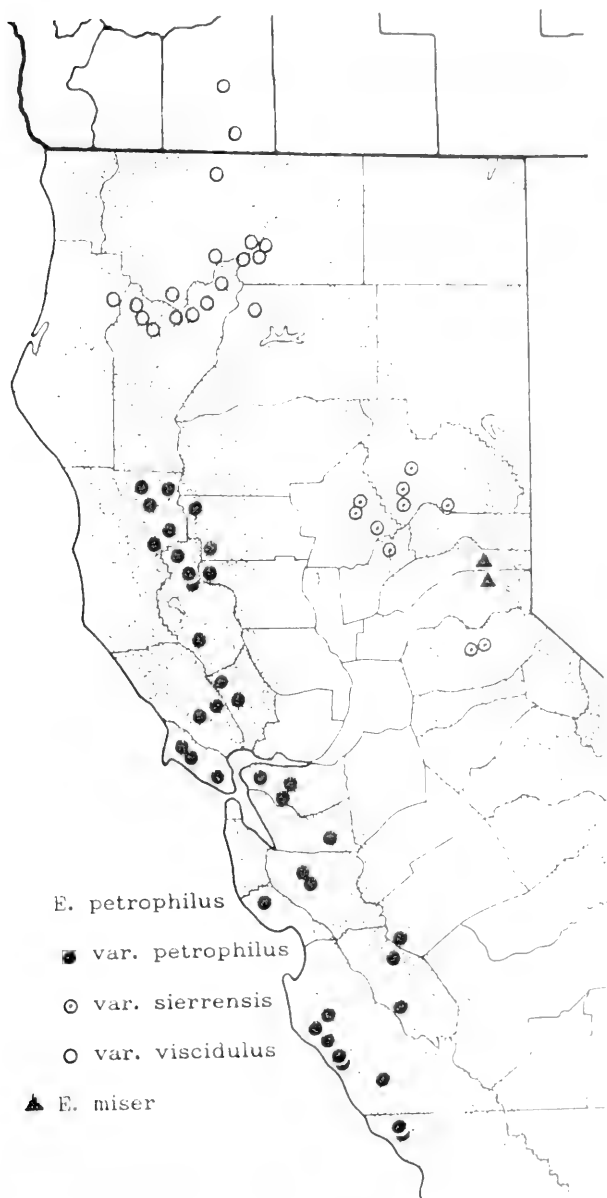 E. petrophilus
var. petrophilus
var. sierrensis
var. viscidulus
E. miser